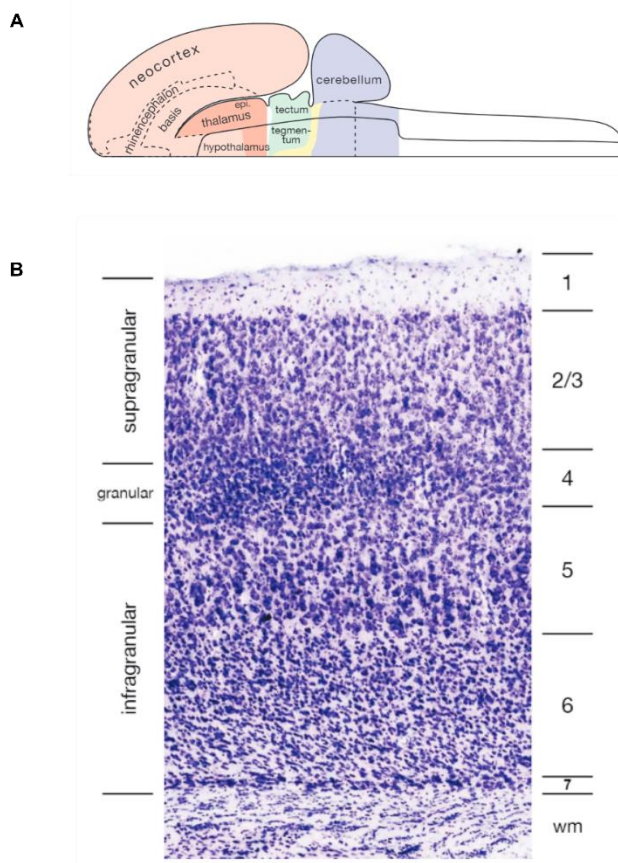 A
neocortex
rhinencephalon
basis
epi.
thalamus
hypothalamus
tectum
tegmen-
tum
cerebellum
B
supragranular
granular
infragranular
1
2/3
4
5
6
7
wm